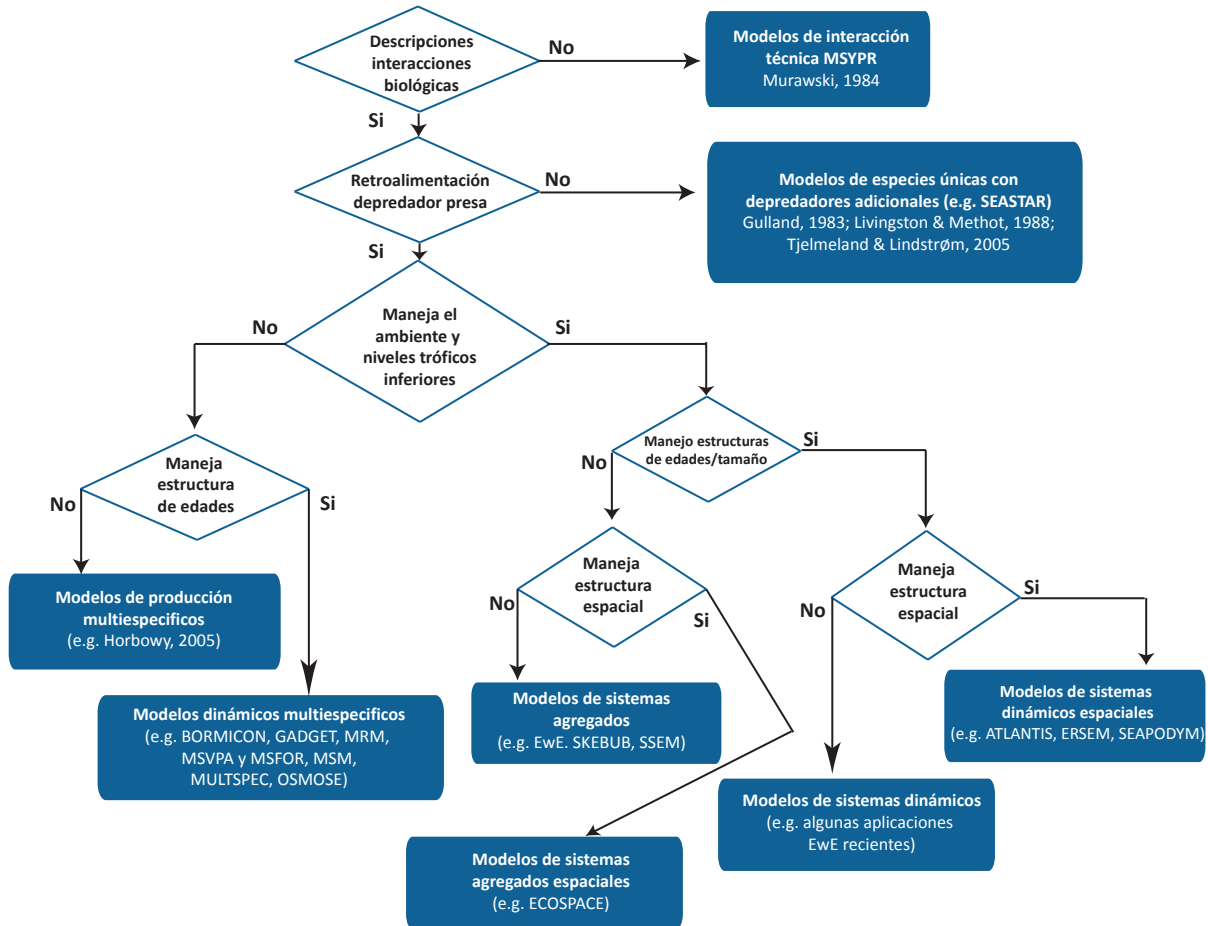 Descripciones
interacciones
biológicas
No
Modelos de interacción
técnica MSYPR
Murawski, 1984
Si
Retroalimentación
depredador presa
No
Modelos de especies únicas con
depredadores adicionales (e.g. SEASTAR)
Gulland, 1983; Livingston & Methot, 1988;
Tjelmeland & Lindstrøm, 2005
Si
Maneja el
ambiente y
niveles tróficos
inferiores
No
Si
Maneja
estructura
de edades
No
Si
Manejo estructuras
de edades/tamaño
No
Si
Modelos de producción
multiespecificos
(e.g. Horbowy, 2005)
Modelos dinámicos multiespecificos
(e.g. BORMICON, GADGET, MRM,
MSVPA y MSFOR, MSM,
MULTSPEC, OSMOSE)
Maneja
estructura
espacial
No
Si
Maneja
estructura
espacial
No
Si
Modelos de sistemas
agregados
(e.g. EwE. SKEBUB, SSEM)
Modelos de sistemas
dinámicos espaciales
(e.g. ATLANTIS, ERSEM, SEAPODYM)
Modelos de sistemas dinámicos
(e.g. algunas aplicaciones
EwE recientes)
Modelos de sistemas
agregados espaciales
(e.g. ECOSPACE)